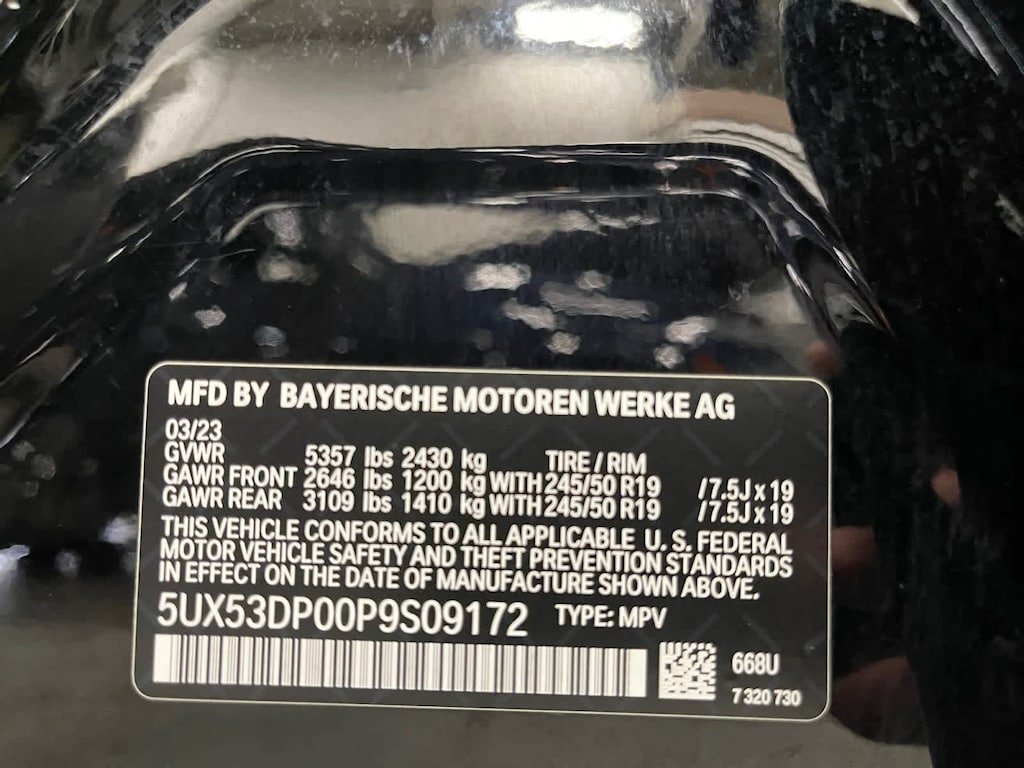 MFD BY BAYERISCHE MOTOREN WERKE AG
03/23
GVWR 5357 lbs 2430 kg TIRE / RIM
GAWR FRONT 2646 lbs 1200 kg WITH 245/50 R19 / 7.5J x 19
GAWR REAR 3109 lbs 1410 kg WITH 245/50 R19 / 7.5J x 19
THIS VEHICLE CONFORMS TO ALL APPLICABLE U. S. FEDERAL
MOTOR VEHICLE SAFETY AND THEFT PREVENTION STANDARDS
IN EFFECT ON THE DATE OF MANUFACTURE SHOWN ABOVE.
5UX53DP00P9S09172 TYPE: MPV
668U
7 320 730